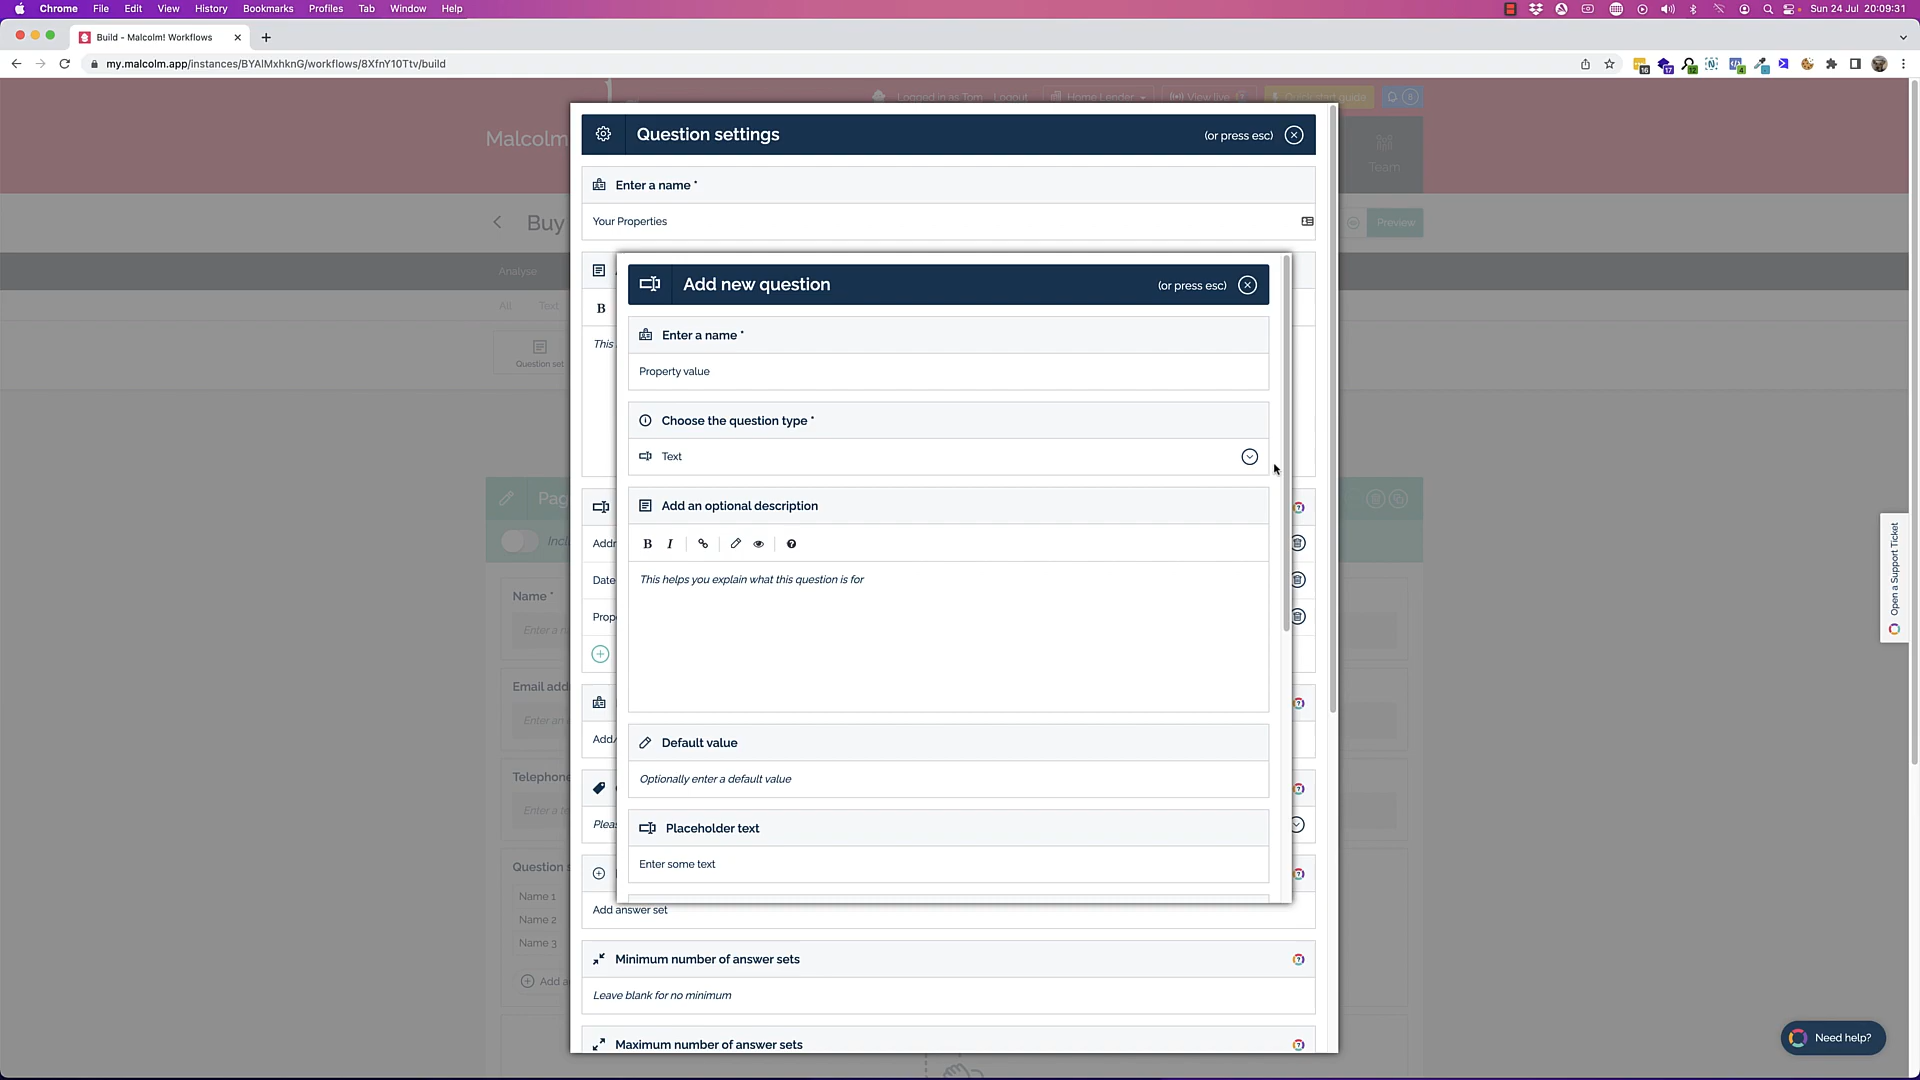 Chrome File Edit View History Bookmarks Profiles Tab Window Help
Sun 24 Jul 20:09:31
Build - Malcolm! Workflows
my.malcolm.app/instances/BYAlMxhknG/workflows/8XfnY10Ttv/build
Logged in as Tom Logout Home Lender View live Quickstart guide 8
Malcolm
Team
Question settings
(or press esc)
Enter a name *
Your Properties
Buy
Preview
Analyse
All Text
Question set
B
This
Add new question
(or press esc)
Enter a name *
Property value
Choose the question type *
Text
Add an optional description
B I
This helps you explain what this question is for
Default value
Optionally enter a default value
Placeholder text
Enter some text
Pag
Incl
Addr
Date
Prop
Name *
Enter a n
Email add
Enter an e
Telephone
Enter a te
Add/
Pleas
Question s
Name 1
Name 2
Name 3
Add a
Add answer set
Minimum number of answer sets
Leave blank for no minimum
Maximum number of answer sets
Open a Support Ticket
Need help?